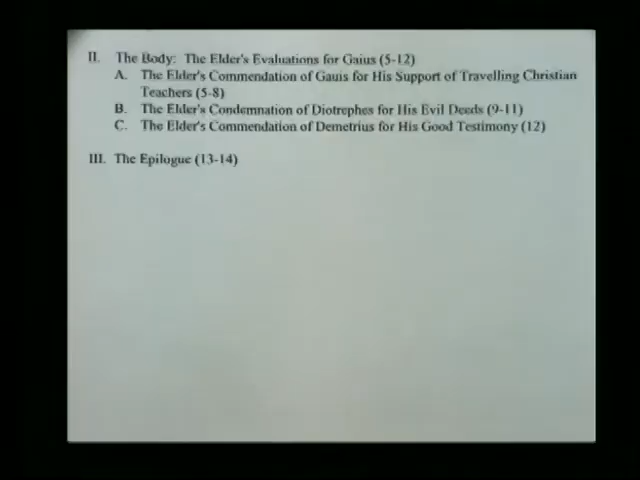 II. The Body: The Elder's Evaluations for Gaius (5-12)
A. The Elder's Commendation of Gauis for His Support of Travelling Christian
Teachers (5-8)
B. The Elder's Condemnation of Diotrephes for His Evil Deeds (9-11)
C. The Elder's Commendation of Demetrius for His Good Testimony (12)
III. The Epilogue (13-14)